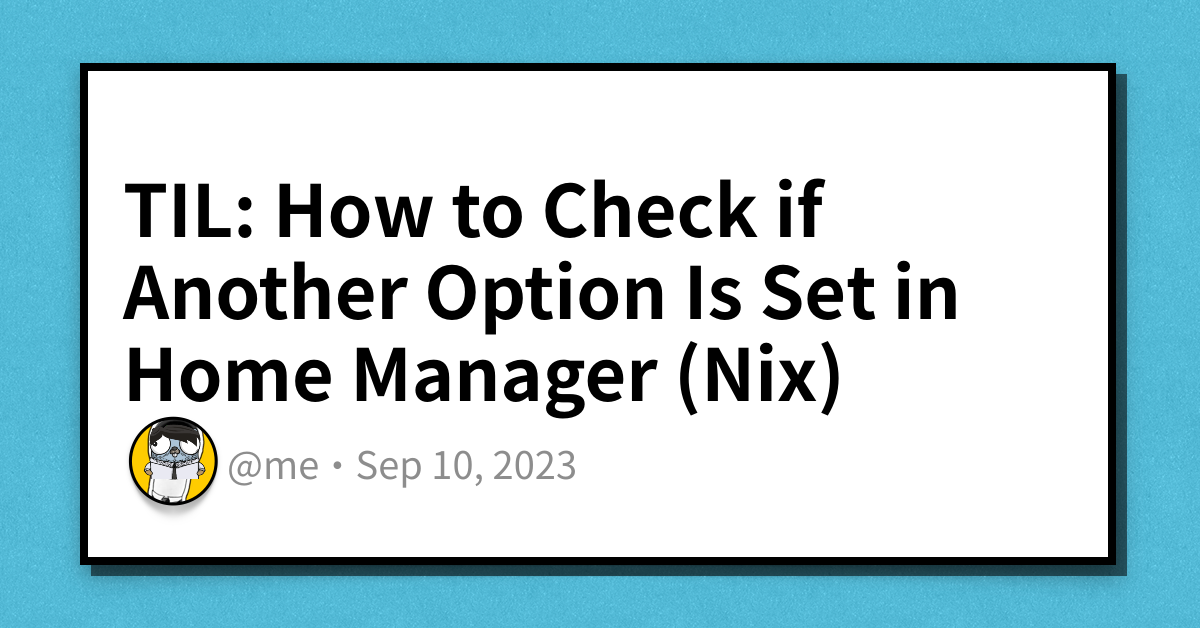 TIL: How to Check if
Another Option Is Set in
Home Manager (Nix)
@me • Sep 10, 2023